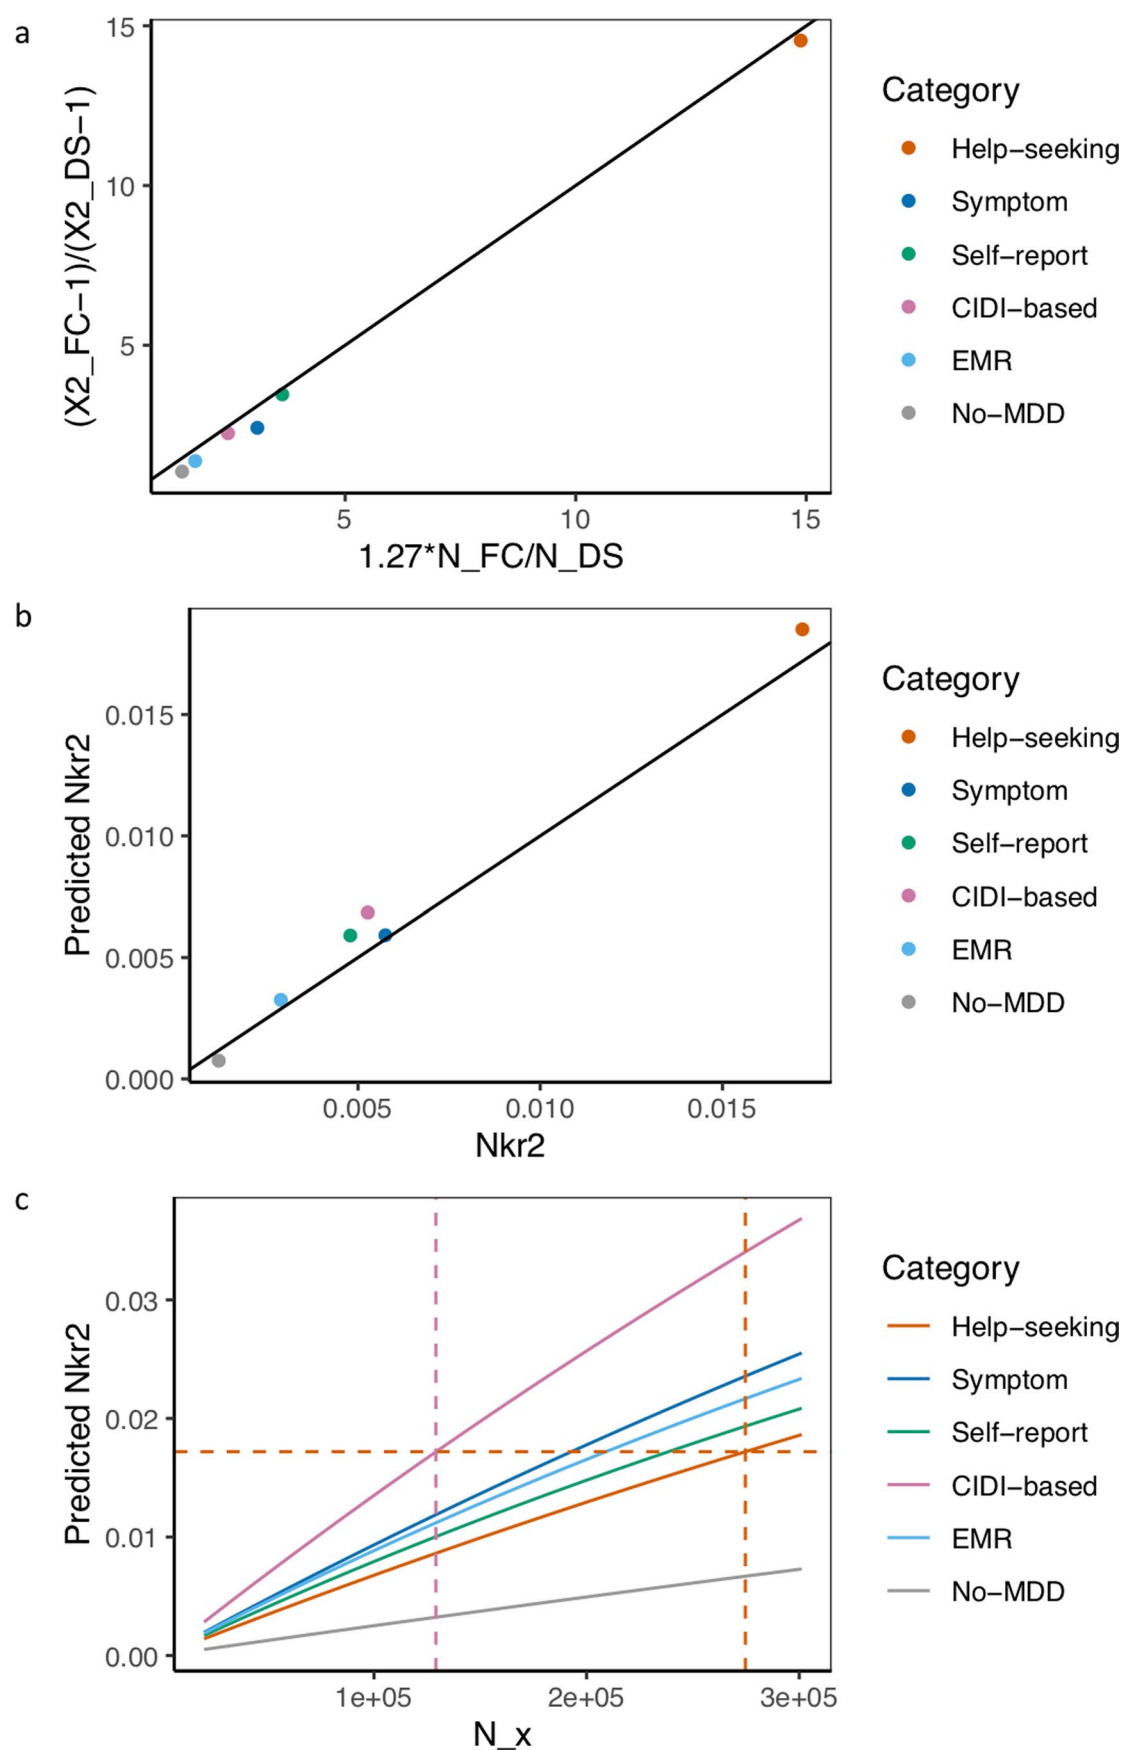 a
(X2_FC−1)/(X2_DS−1)
15
10
5
5
10
15
1.27*N_FC/N_DS
Category
Help−seeking
Symptom
Self−report
CIDI−based
EMR
No−MDD
b
Predicted Nkr2
0.015
0.010
0.005
0.000
0.005
0.010
0.015
Nkr2
Category
Help−seeking
Symptom
Self−report
CIDI−based
EMR
No−MDD
c
Predicted Nkr2
0.03
0.02
0.01
0.00
1e+05
2e+05
3e+05
N_x
Category
Help−seeking
Symptom
Self−report
CIDI−based
EMR
No−MDD